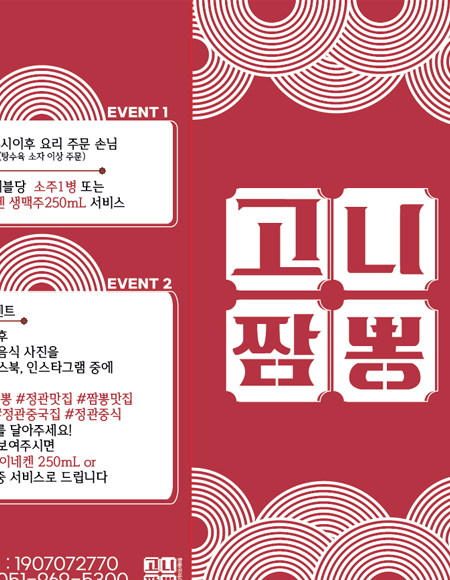 EVENT 1
시이후 요리 주문 손님
(탕수육 소자 이상 주문)
블당 소주1병 또는
켄 생맥주250mL 서비스
EVENT 2
벤트
후
음식 사진을
스북, 인스타그램 중에
뽕 #정관맛집 #짬뽕맛집
#정관중국집 #정관중식
를 달아주세요!
보여주시면
이네켄 250mL or
중 서비스로 드립니다
: 1907072770
고니
짬뽕
고니
짬뽕